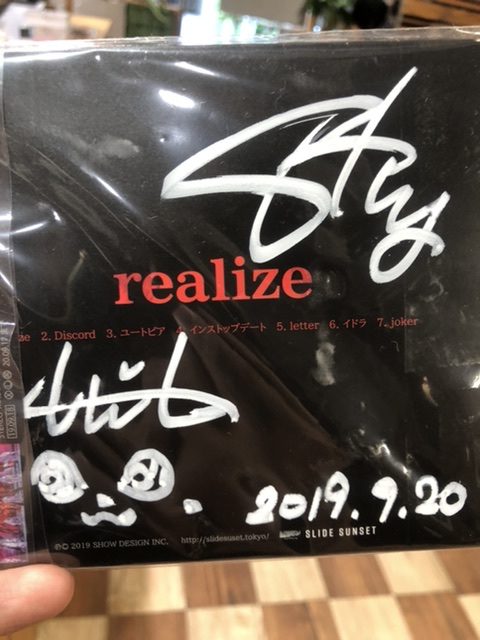 realize
2. Discord 3. ユートピア 4. インストップデート 5. letter 6. イドラ 7. joker
2019.9.20
℗© 2019 SHOW DESIGN INC. http://slidesuset.tokyo/ SLIDE SUNSET